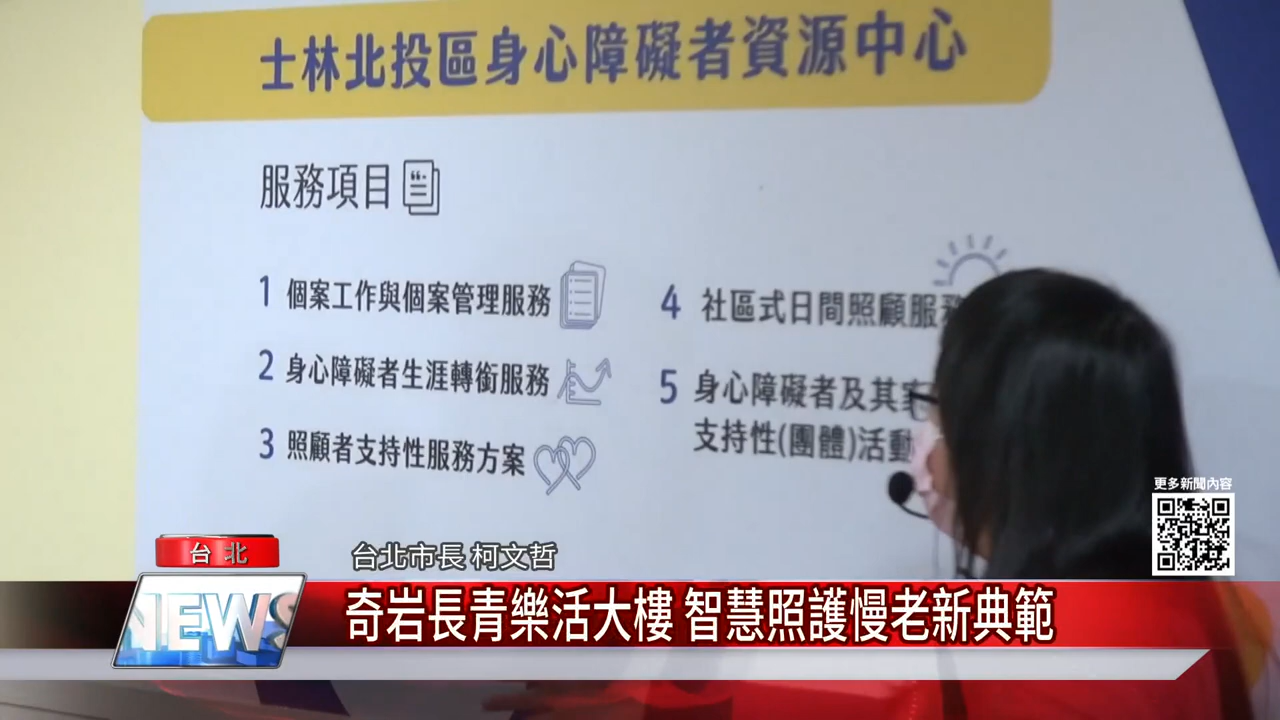 士林北投區身心障礙者資源中心
服務項目
1 個案工作與個案管理服務
2 身心障礙者生涯轉銜服務
3 照顧者支持性服務方案
4 社區式日間照顧服務
5 身心障礙者及其家
支持性(團體)活動
更多新聞內容
台北
台北市長 柯文哲
NEWS
奇岩長青樂活大樓 智慧照護慢老新典範